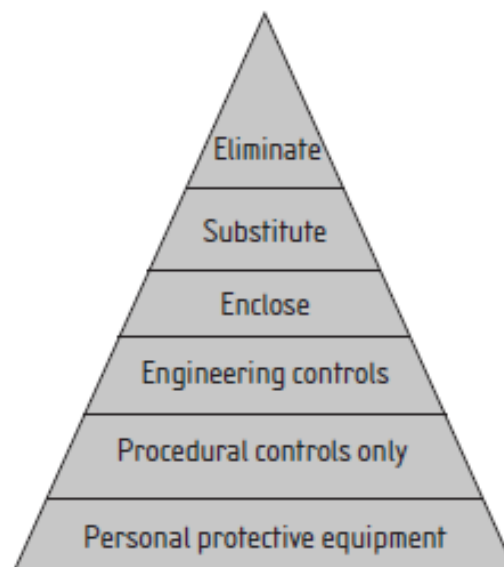 Eliminate
Substitute
Enclose
Engineering controls
Procedural controls only
Personal protective equipment